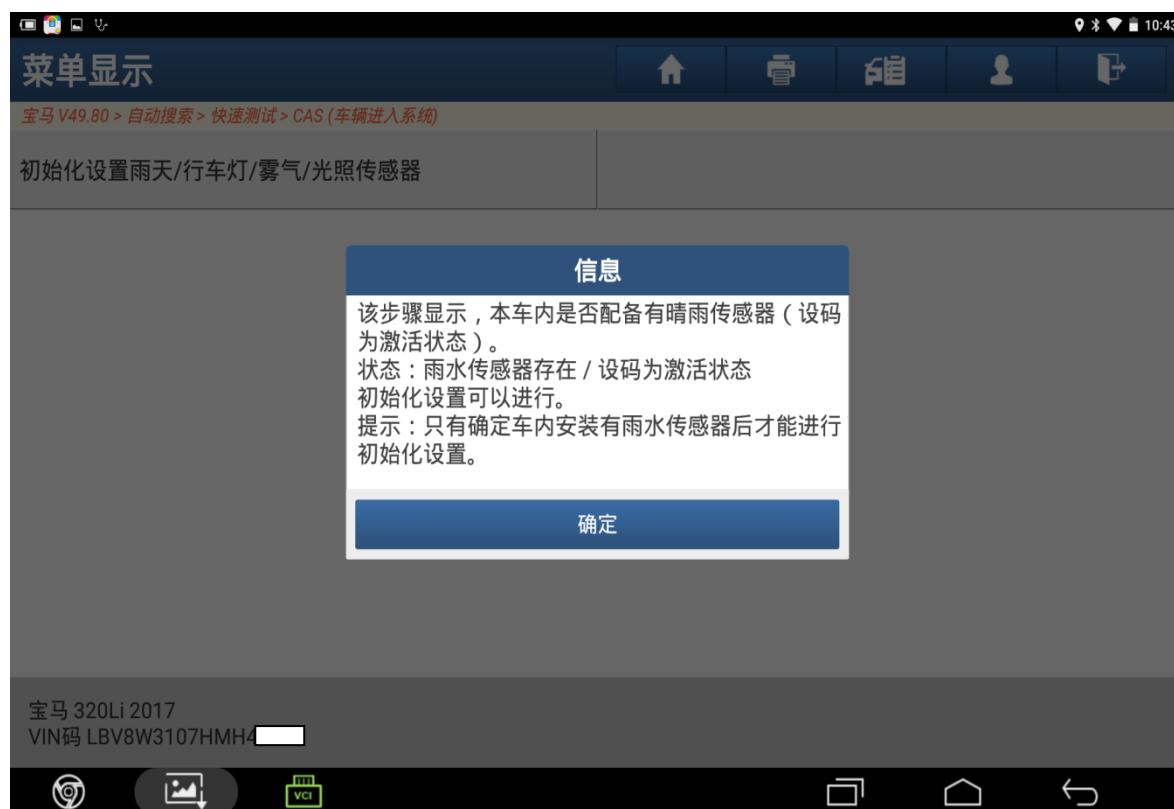 10:43
菜单显示
宝马 V49.80 > 自动搜索 > 快速测试 > CAS (车辆进入系统)
初始化设置雨天/行车灯/雾气/光照传感器
信息
该步骤显示，本车内是否配备有晴雨传感器（设码
为激活状态）。
状态：雨水传感器存在 / 设码为激活状态
初始化设置可以进行。
提示：只有确定车内安装有雨水传感器后才能进行
初始化设置。
确定
宝马 320Li 2017
VIN码 LBV8W3107HMH4
VCI